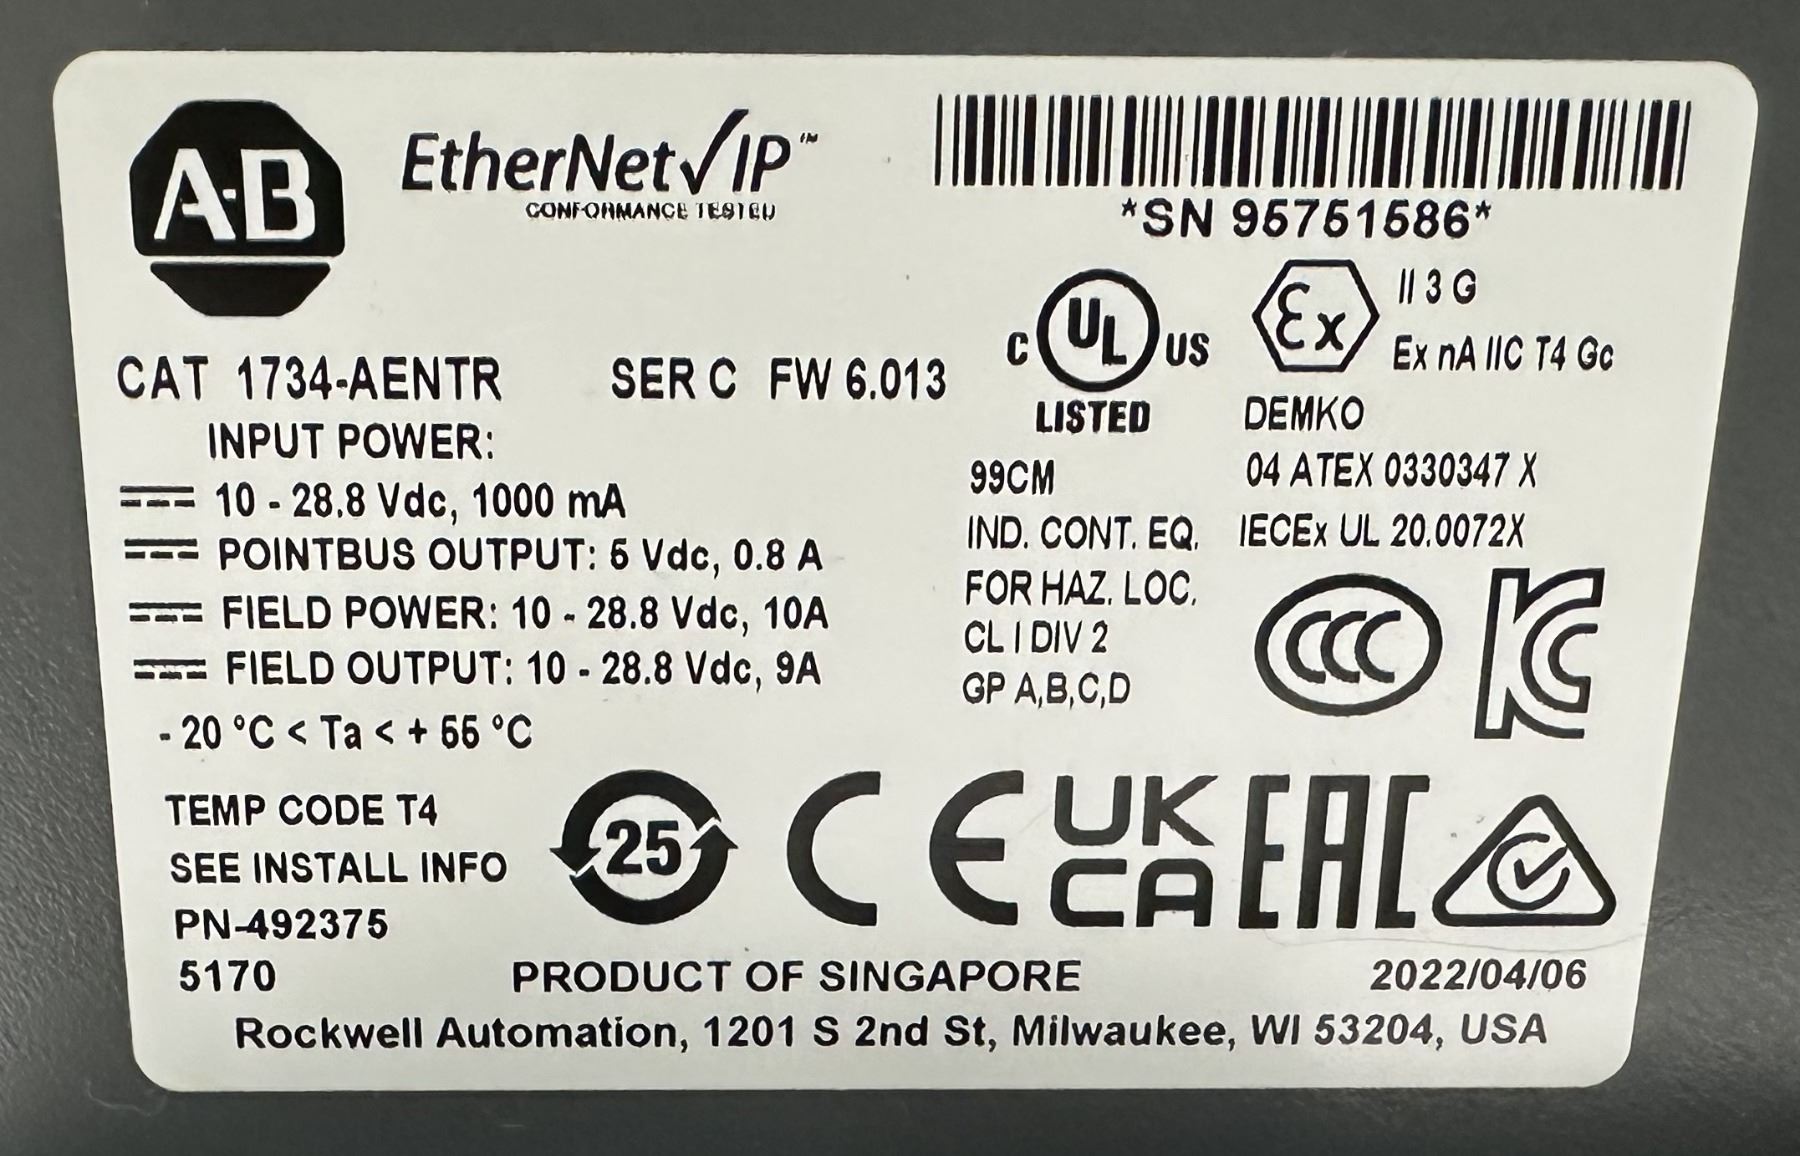 A-B
EtherNet/IP™
CONFORMANCE TESTED
*SN 95751586*
CAT 1734-AENTR SER C FW 6.013
INPUT POWER:
10 - 28.8 Vdc, 1000 mA
POINTBUS OUTPUT: 5 Vdc, 0.8 A
FIELD POWER: 10 - 28.8 Vdc, 10A
FIELD OUTPUT: 10 - 28.8 Vdc, 9A
- 20 °C < Ta < + 55 °C
TEMP CODE T4
SEE INSTALL INFO
PN-492375
5170
C UL US
LISTED
99CM
IND. CONT. EQ.
FOR HAZ. LOC.
CL I DIV 2
GP A,B,C,D
Ex II 3 G
Ex nA IIC T4 Gc
DEMKO
04 ATEX 0330347 X
IECEx UL 20.0072X
CCC KC
25 CE UK CA EAC
PRODUCT OF SINGAPORE 2022/04/06
Rockwell Automation, 1201 S 2nd St, Milwaukee, WI 53204, USA